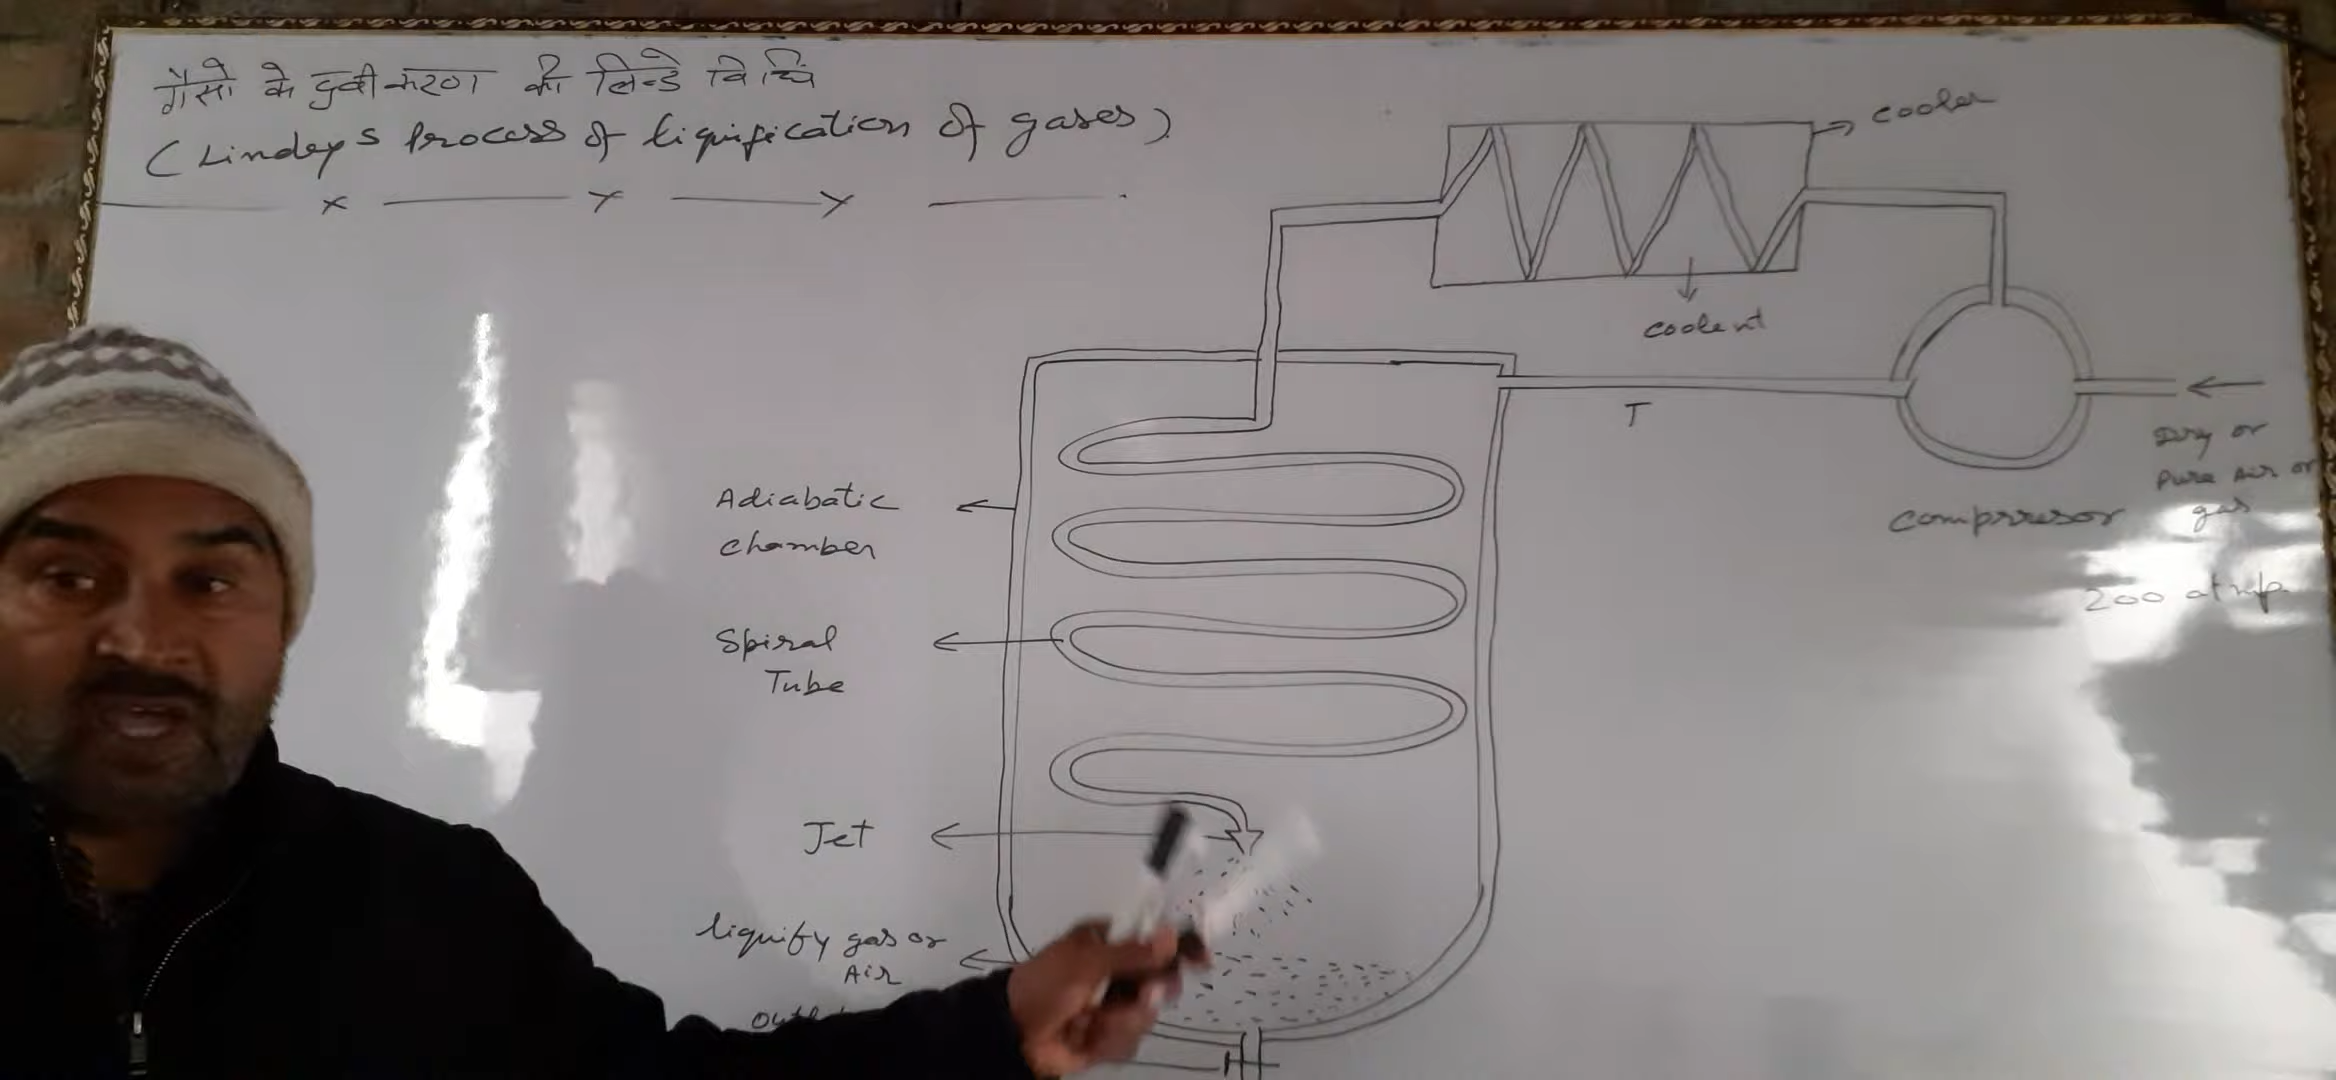 गैसो के द्रवीकरण की लिन्डे विधि
(Lindey's Process of liquification of gases)
cooler
coolent
T
Dry or
Pure Air or
gas
Comprresor
200 atmp.
Adiabatic
chamber
Spiral
Tube
Jet
liquify gas or
Air